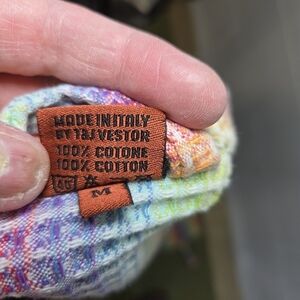 MADE IN ITALY
BY T&J VESTOR
100% COTONE
100% COTTON
M